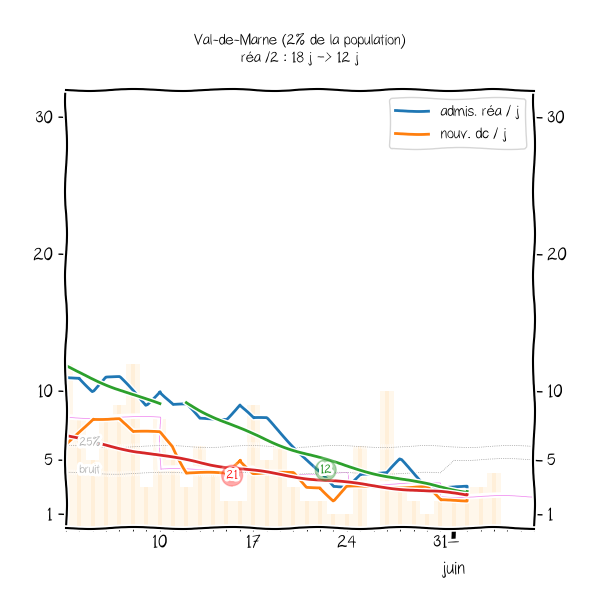 Val-de-Marne (2% de la population)
réa /2 : 18 j -> 12 j
admis. réa / j
nouv. dc / j
30
30
20
20
10
10
25%
5
5
bruit
12
21
1
1
10
17
24
31
juin